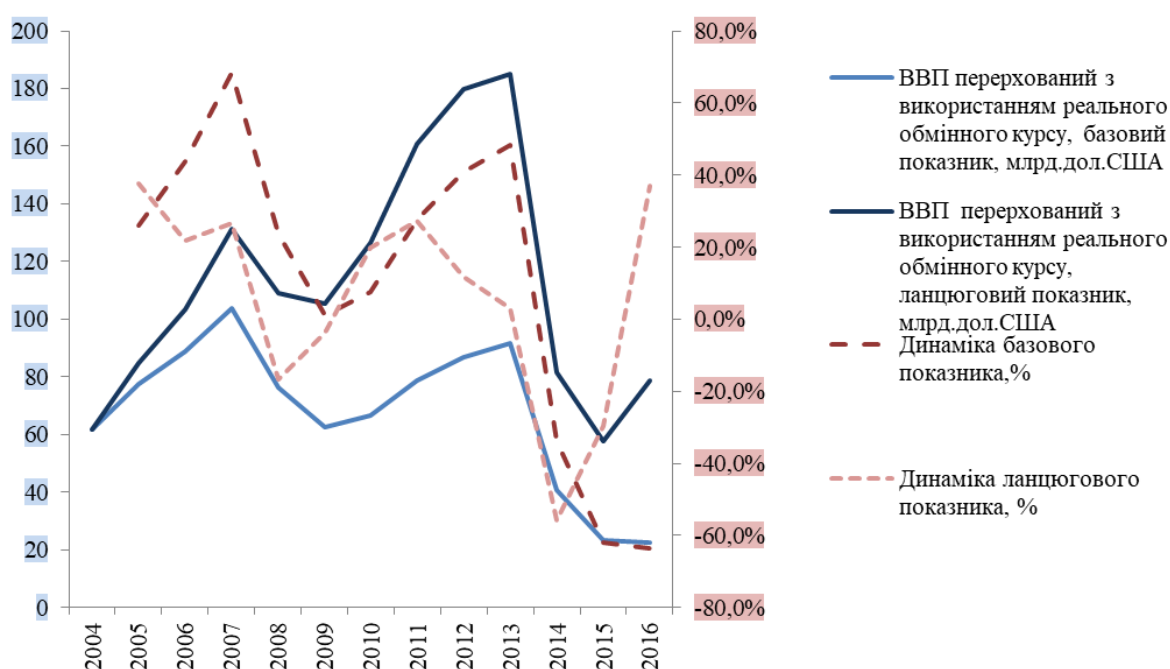 200
180
160
140
120
100
80
60
40
20
0
80,0%
60,0%
40,0%
20,0%
0,0%
-20,0%
-40,0%
-60,0%
-80,0%
2004
2005
2006
2007
2008
2009
2010
2011
2012
2013
2014
2015
2016
ВВП перерхований з
використанням реального
обмінного курсу, базовий
показник, млрд.дол.США
ВВП перерхований з
використанням реального
обмінного курсу,
ланцюговий показник,
млрд.дол.США
Динаміка базового
показника,%
Динаміка ланцюгового
показника, %